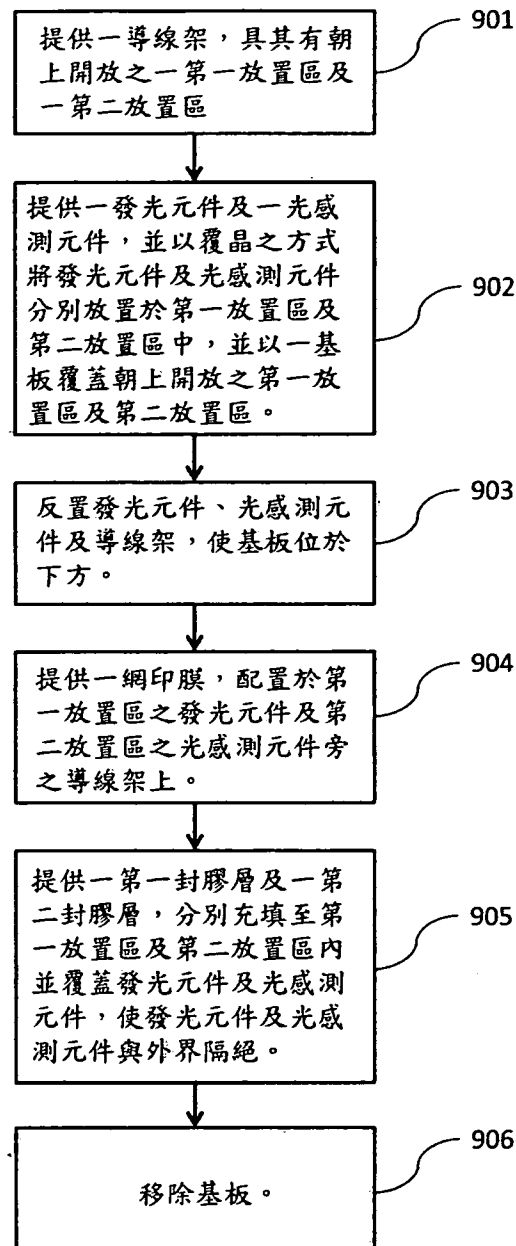 提供一導線架,具其有朝
上開放之一第一放置區及
一第二放置區
901
提供一發光元件及一光感
測元件,並以覆晶之方式
將發光元件及光感測元件
分別放置於第一放置區及
第二放置區中,並以一基
板覆蓋朝上開放之第一放
置區及第二放置區。
902
反置發光元件、光感測元
件及導線架,使基板位於
下方。
903
提供一網印膜,配置於第
一放置區之發光元件及第
二放置區之光感測元件旁
之導線架上。
904
提供一第一封膠層及一第
二封膠層,分別充填至第
一放置區及第二放置區內
並覆蓋發光元件及光感測
元件,使發光元件及光感
測元件與外界隔絕。
905
移除基板。
906